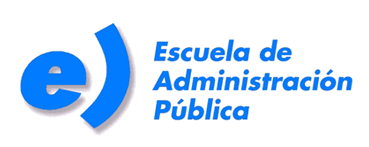 e)
Escuela de
Administración
Pública